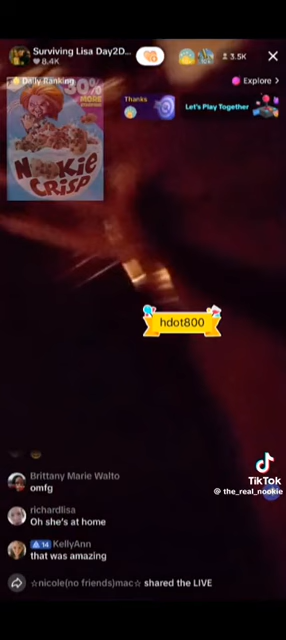 Surviving Lisa Day2D...
8.4K
3.5K
Daily Ranking
Explore >
30%
MORE
Thanks
Let's Play Together
NOOKIE
CRISP
hdot800
Brittany Marie Walto
omfg
TikTok
@the_real_nookie
richardlisa
Oh she's at home
14 KellyAnn
that was amazing
☆nicole(no friends)mac☆ shared the LIVE